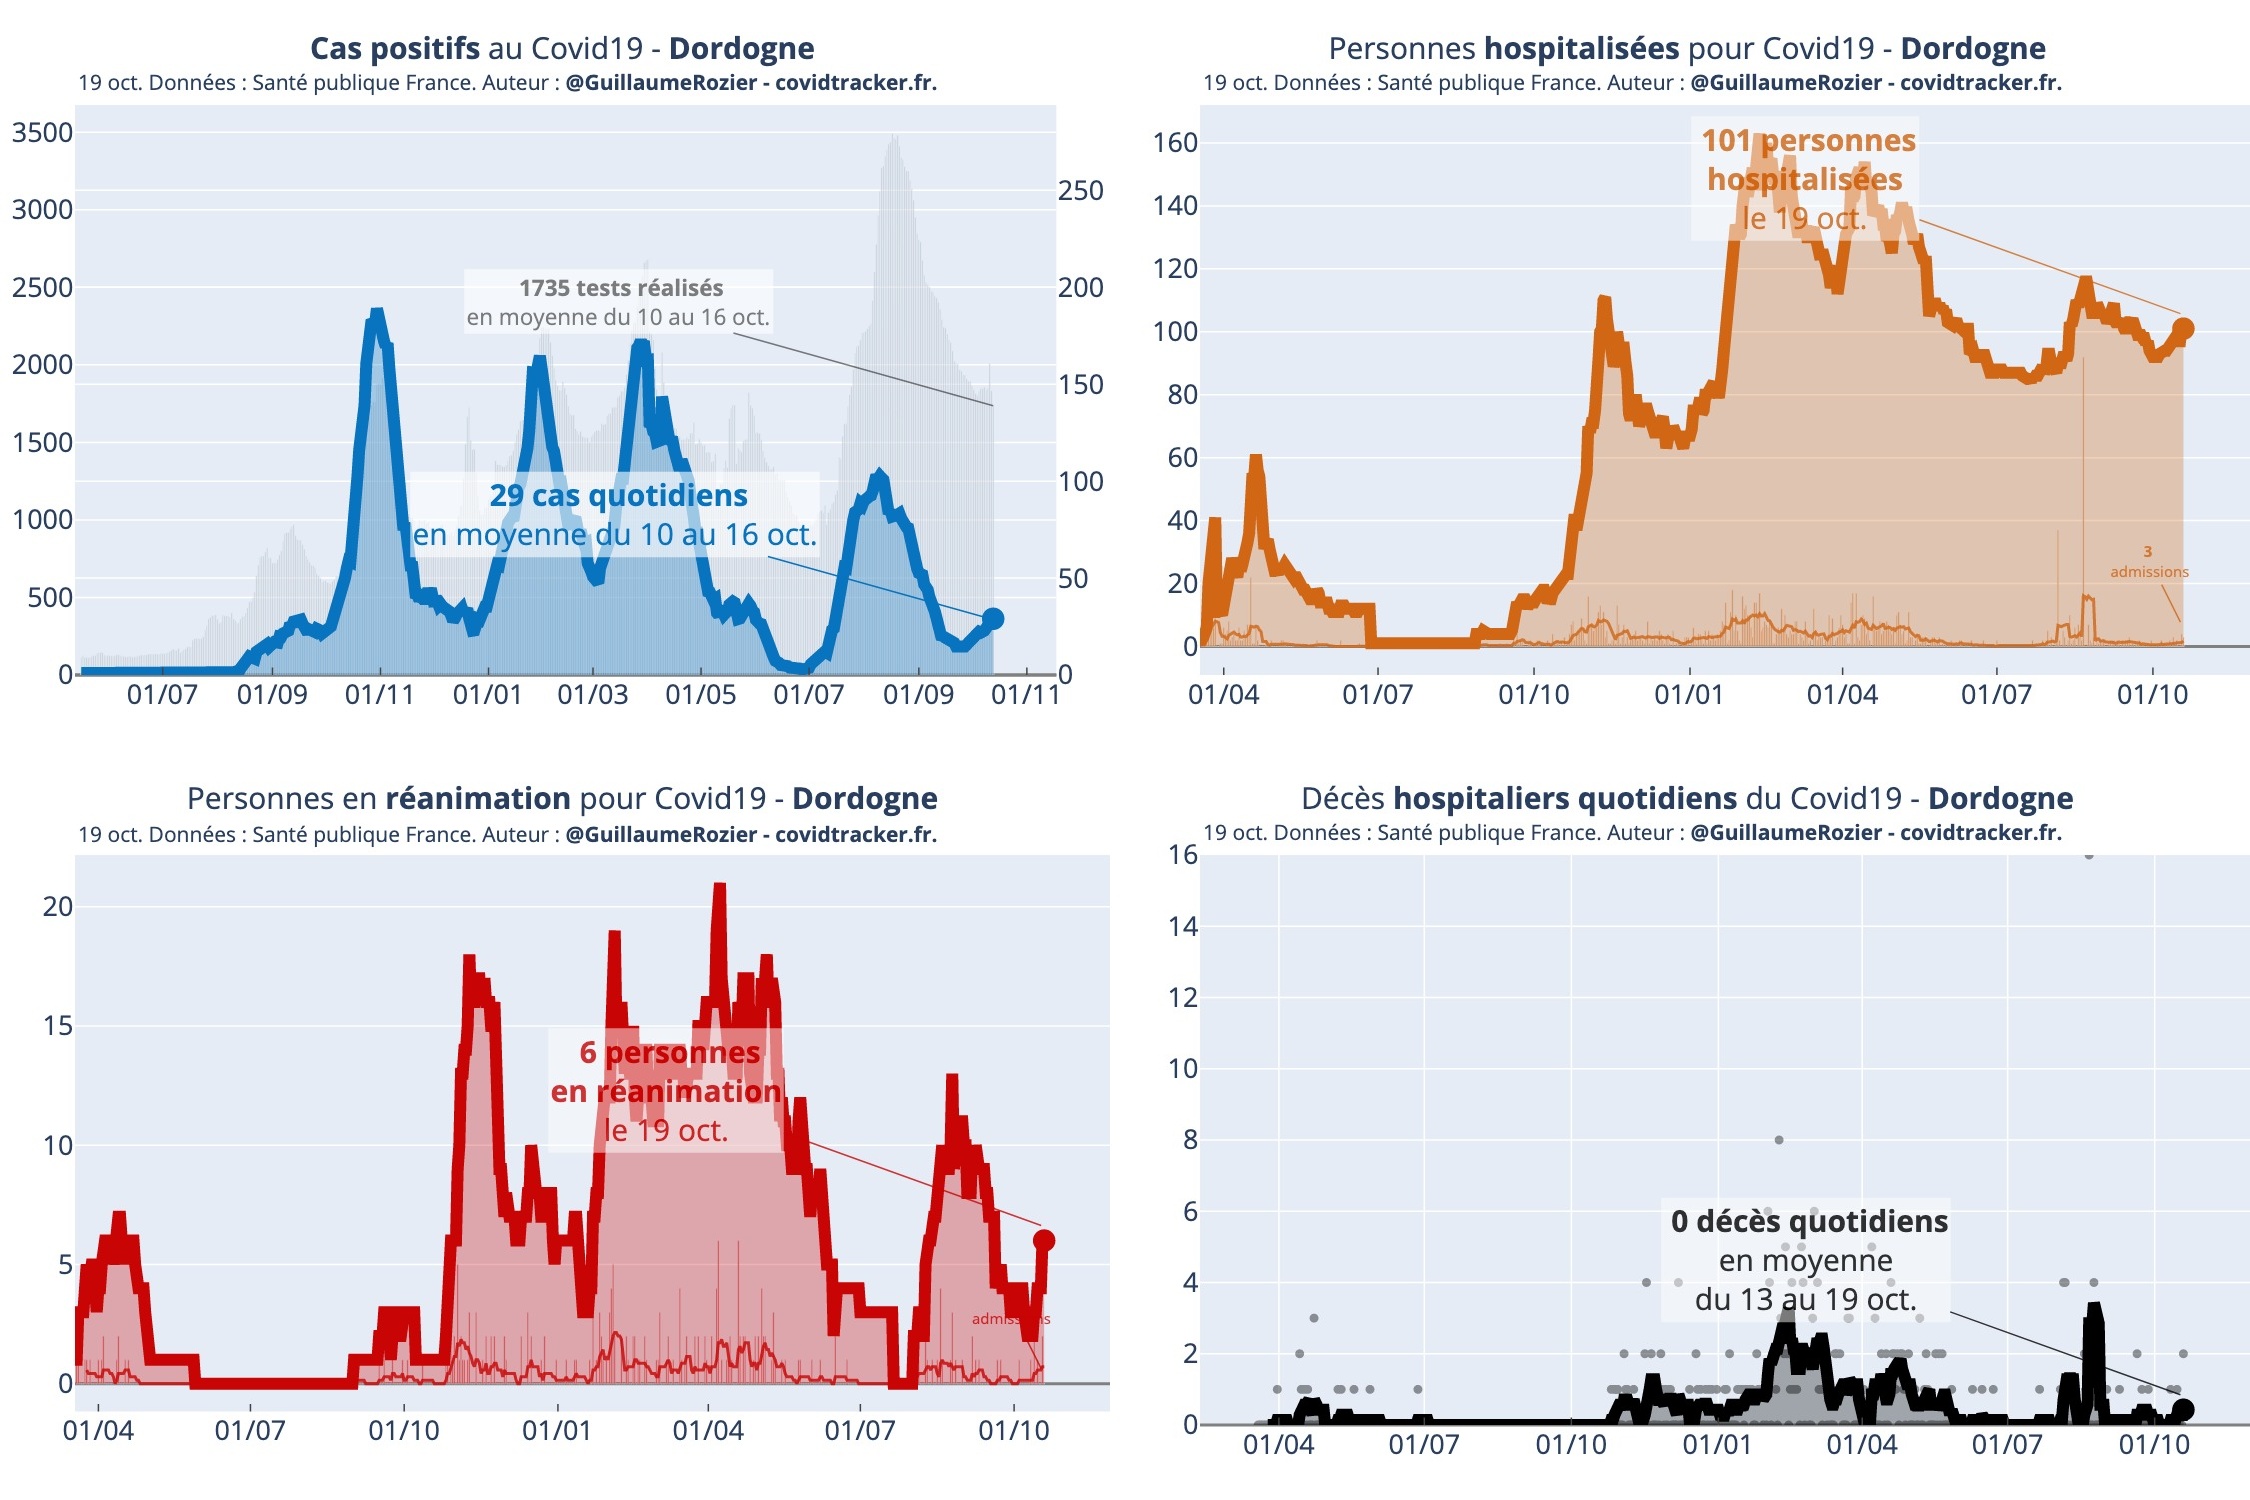 Cas positifs au Covid19 - Dordogne
19 oct. Données : Santé publique France. Auteur : @GuillaumeRozier - covidtracker.fr.
3500
3000
2500
2000
1500
1000
500
0
250
200
150
100
50
0
1735 tests réalisés
en moyenne du 10 au 16 oct.
29 cas quotidiens
en moyenne du 10 au 16 oct.
01/07 01/09 01/11 01/01 01/03 01/05 01/07 01/09 01/11
Personnes hospitalisées pour Covid19 - Dordogne
19 oct. Données : Santé publique France. Auteur : @GuillaumeRozier - covidtracker.fr.
160
140
120
100
80
60
40
20
0
101 personnes
hospitalisées
le 19 oct.
3
admissions
01/04 01/07 01/10 01/01 01/04 01/07 01/10
Personnes en réanimation pour Covid19 - Dordogne
19 oct. Données : Santé publique France. Auteur : @GuillaumeRozier - covidtracker.fr.
20
15
10
5
0
6 personnes
en réanimation
le 19 oct.
admissions
01/04 01/07 01/10 01/01 01/04 01/07 01/10
Décès hospitaliers quotidiens du Covid19 - Dordogne
19 oct. Données : Santé publique France. Auteur : @GuillaumeRozier - covidtracker.fr.
16
14
12
10
8
6
4
2
0
0 décès quotidiens
en moyenne
du 13 au 19 oct.
01/04 01/07 01/10 01/01 01/04 01/07 01/10